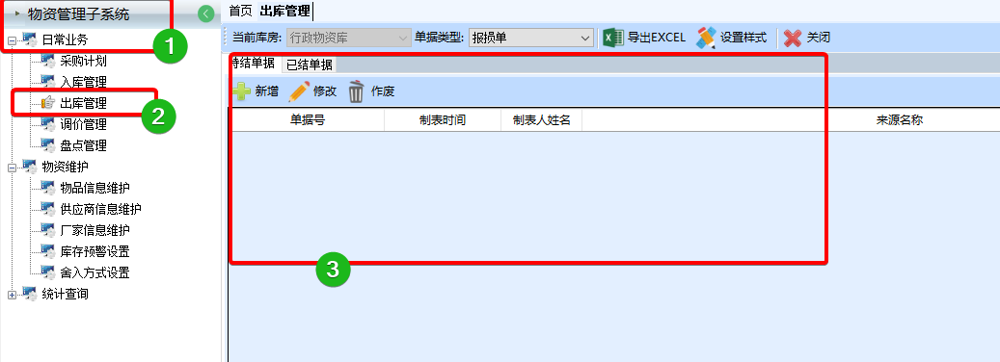 物资管理子系统
1
日常业务
采购计划
入库管理
出库管理
2
调价管理
盘点管理
物资维护
物品信息维护
供应商信息维护
厂家信息维护
库存预警设置
舍入方式设置
统计查询
首页 出库管理
当前库房: 行政物资库 单据类型: 报损单 导出EXCEL 设置样式 关闭
待结单据 已结单据
新增 修改 作废
单据号 制表时间 制表人姓名 来源名称
3